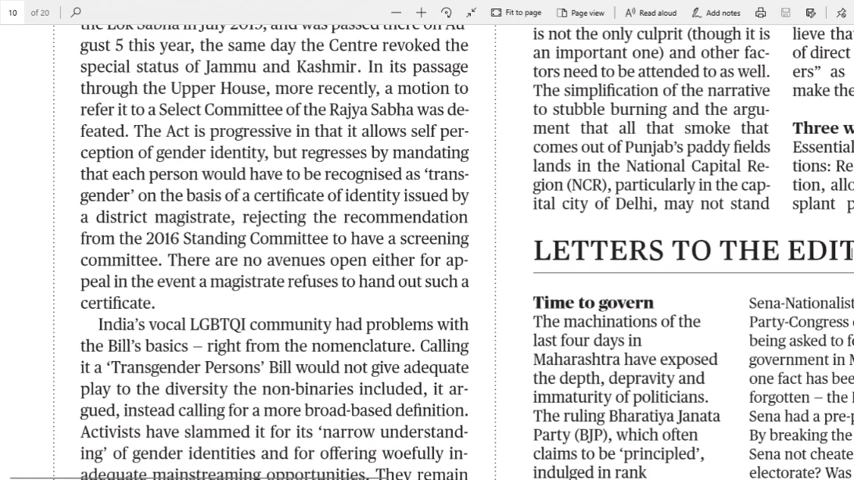 10 of 20
Fit to page
Page view
Read aloud
Add notes
the Lok Sabha in July 2019, and was passed there on Au-
gust 5 this year, the same day the Centre revoked the
special status of Jammu and Kashmir. In its passage
through the Upper House, more recently, a motion to
refer it to a Select Committee of the Rajya Sabha was de-
feated. The Act is progressive in that it allows self per-
ception of gender identity, but regresses by mandating
that each person would have to be recognised as ‘trans-
gender’ on the basis of a certificate of identity issued by
a district magistrate, rejecting the recommendation
from the 2016 Standing Committee to have a screening
committee. There are no avenues open either for ap-
peal in the event a magistrate refuses to hand out such a
certificate.
India’s vocal LGBTQI community had problems with
the Bill’s basics – right from the nomenclature. Calling
it a ‘Transgender Persons’ Bill would not give adequate
play to the diversity the non-binaries included, it ar-
gued, instead calling for a more broad-based definition.
Activists have slammed it for its ‘narrow understand-
ing’ of gender identities and for offering woefully in-
adequate mainstreaming opportunities. They remain
is not the only culprit (though it is
an important one) and other fac-
tors need to be attended to as well.
The simplification of the narrative
to stubble burning and the argu-
ment that all that smoke that
comes out of Punjab’s paddy fields
lands in the National Capital Re-
gion (NCR), particularly in the cap-
ital city of Delhi, may not stand
lieve tha
of direct
ers” as
make the
Three w
Essential
tions: Re
tion, allo
splant p
LETTERS TO THE EDIT
Time to govern
The machinations of the
last four days in
Maharashtra have exposed
the depth, depravity and
immaturity of politicians.
The ruling Bharatiya Janata
Party (BJP), which often
claims to be ‘principled’,
indulged in rank
Sena-Nationalist
Party-Congress
being asked to f
government in M
one fact has bee
forgotten – the
Sena had a pre-p
By breaking the
Sena not cheate
electorate? Was